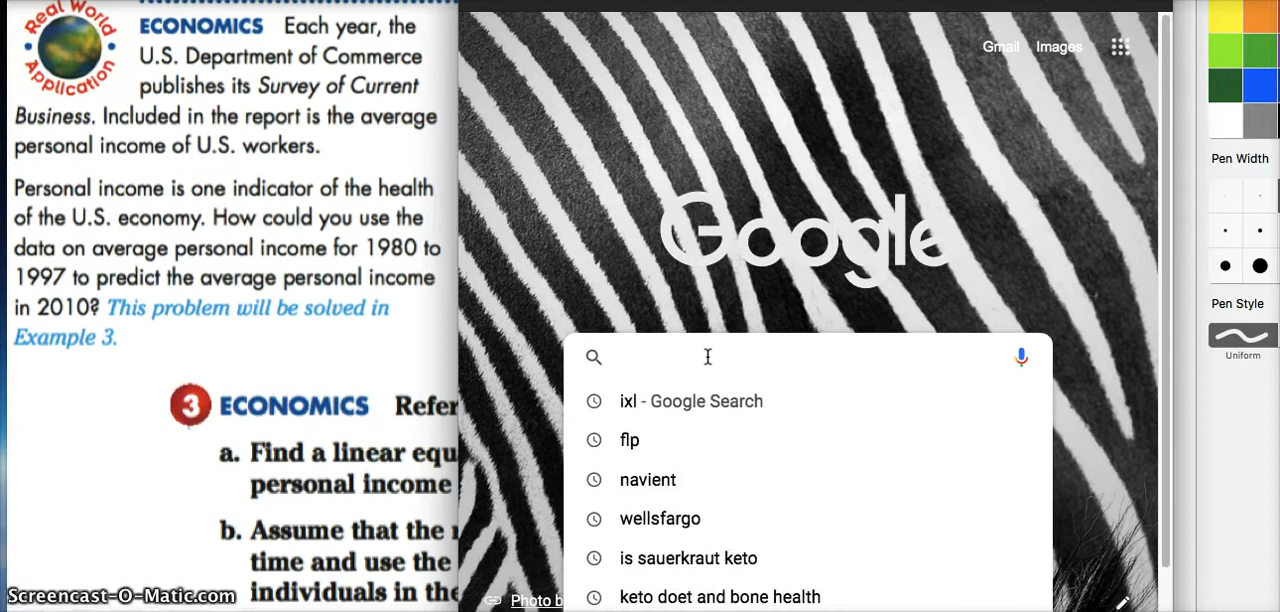 Real World
Application
ECONOMICS Each year, the
U.S. Department of Commerce
publishes its Survey of Current
Business. Included in the report is the average
personal income of U.S. workers.
Personal income is one indicator of the health
of the U.S. economy. How could you use the
data on average personal income for 1980 to
1997 to predict the average personal income
in 2010? This problem will be solved in
Example 3.
3 ECONOMICS Refer
a. Find a linear equ
personal income
b. Assume that the
time and use the
individuals in the
Screencast-O-Matic.com
Gmail Images
Google
ixl - Google Search
flp
navient
wellsfargo
is sauerkraut keto
keto doet and bone health
Photo b
Pen Width
Pen Style
Uniform